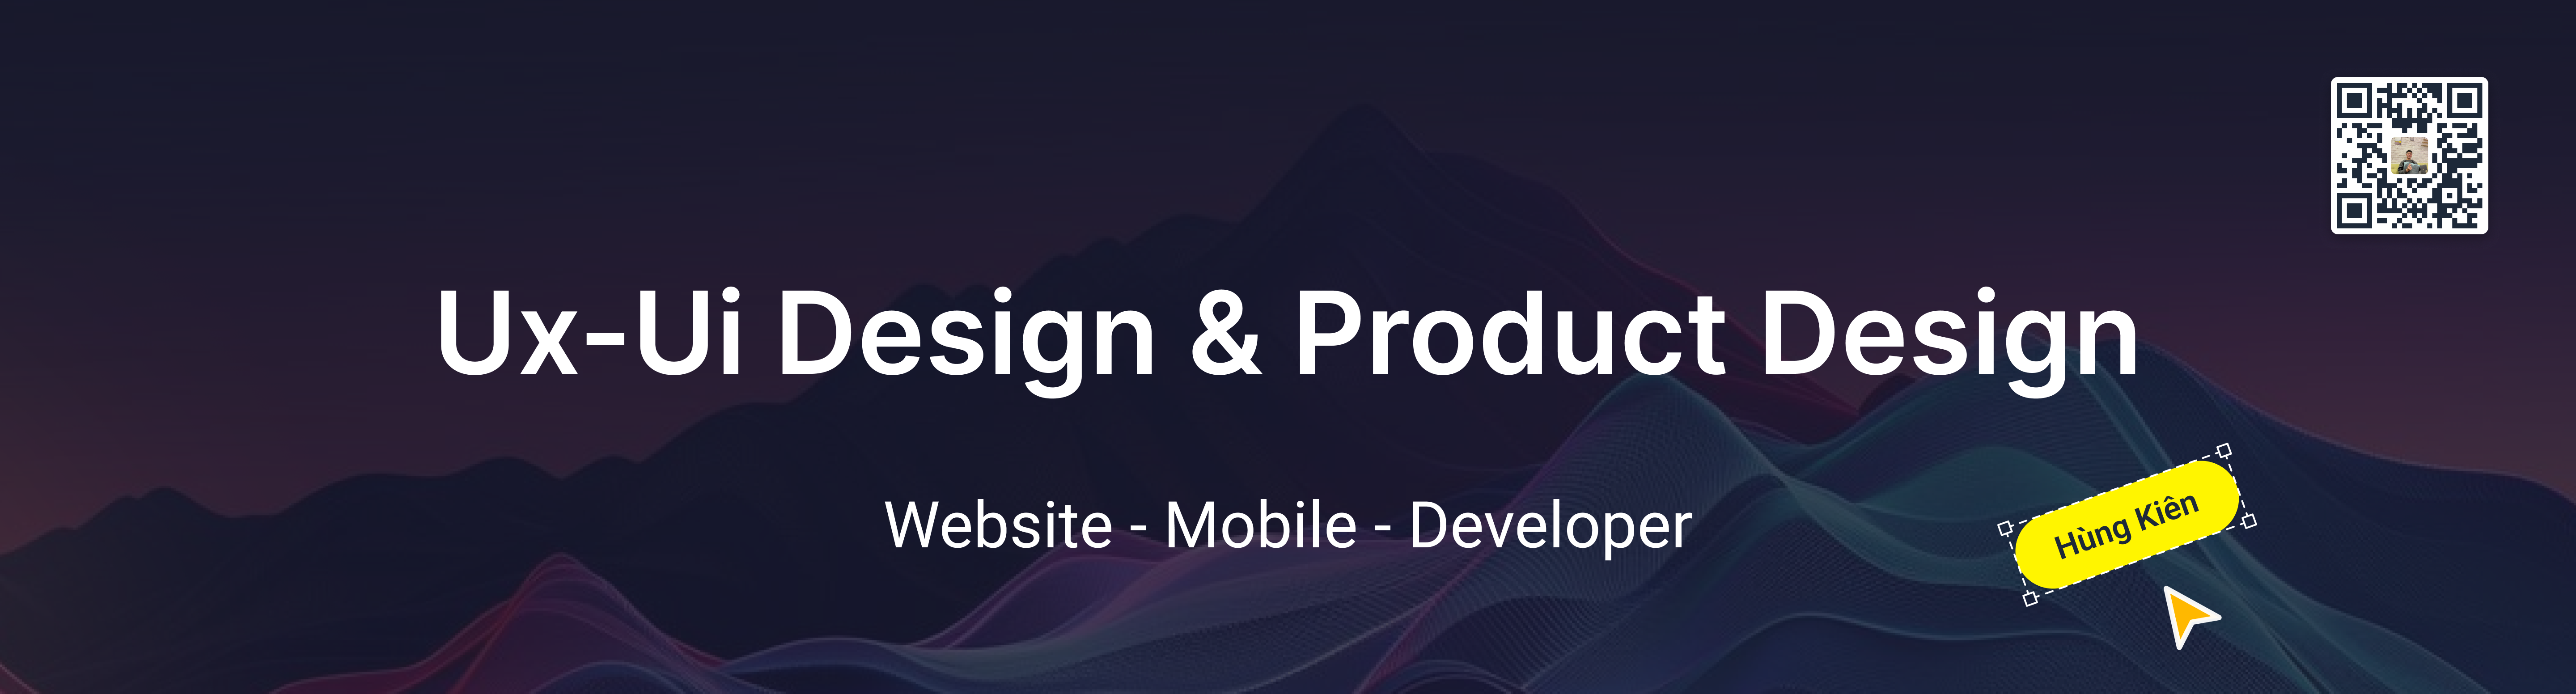 Ux-Ui Design & Product Design
Website - Mobile - Developer
Hùng Kiên